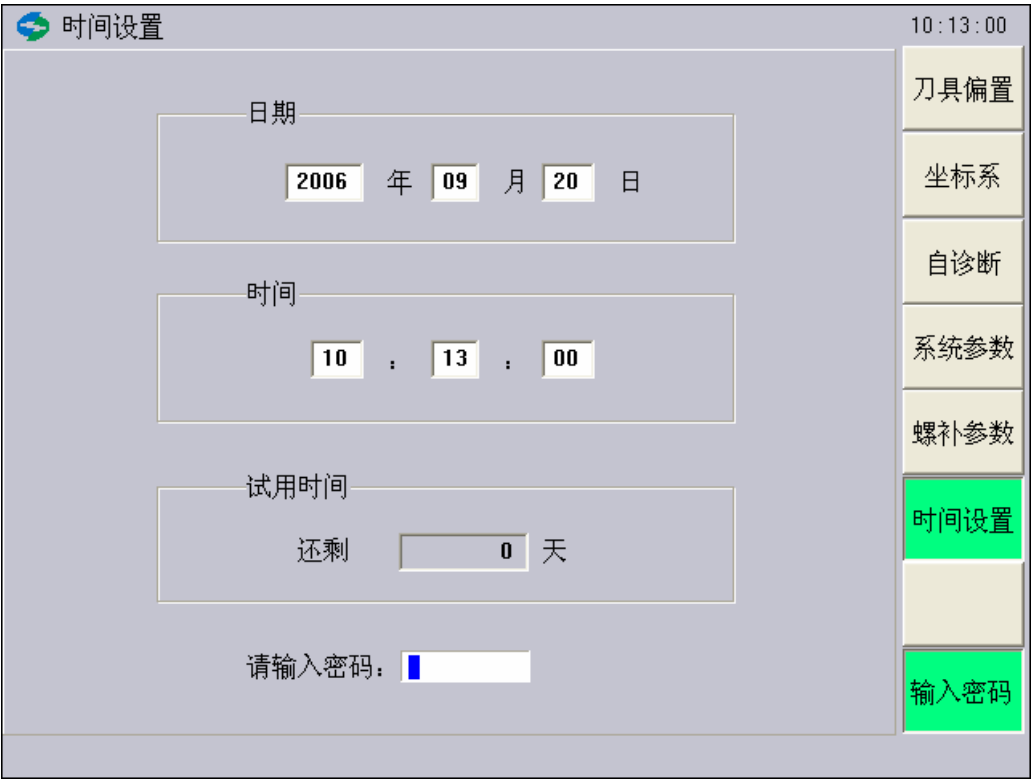 时间设置
10:13:00
日期
2006 年 09 月 20 日
时间
10 : 13 : 00
试用时间
还剩 0 天
请输入密码:
刀具偏置
坐标系
自诊断
系统参数
螺补参数
时间设置
输入密码